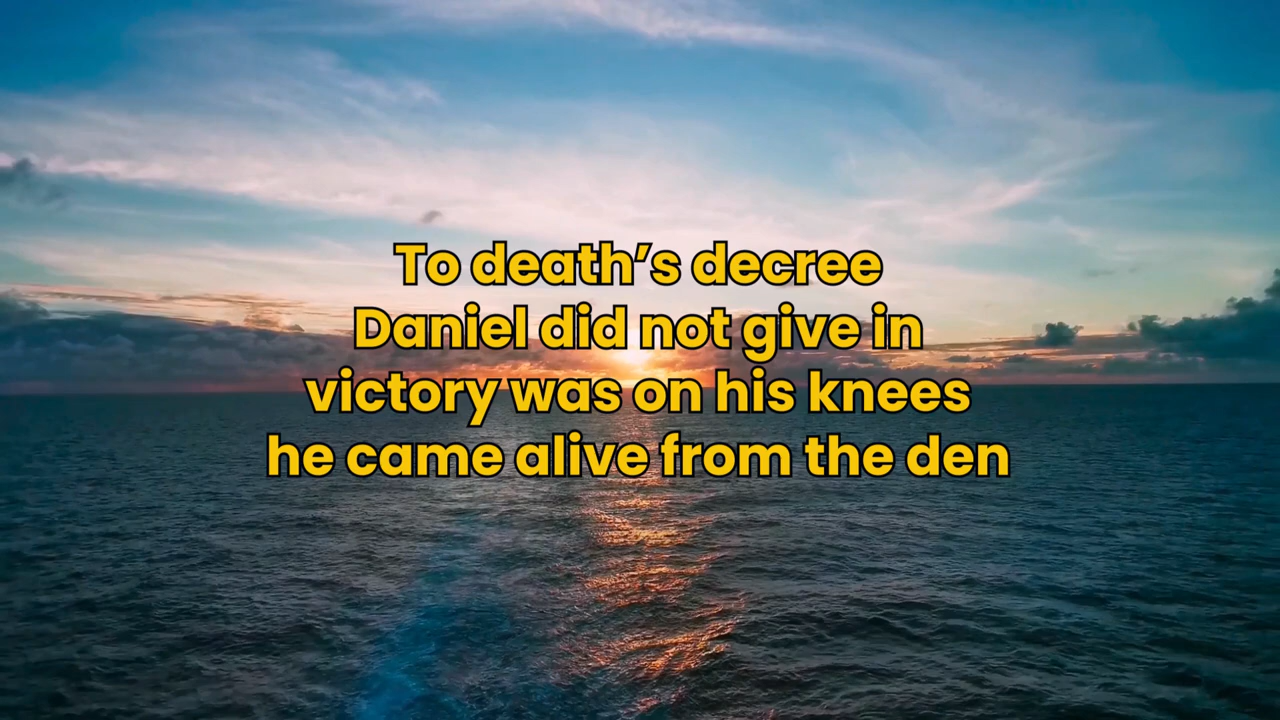 To death’s decree
Daniel did not give in
victory was on his knees
he came alive from the den